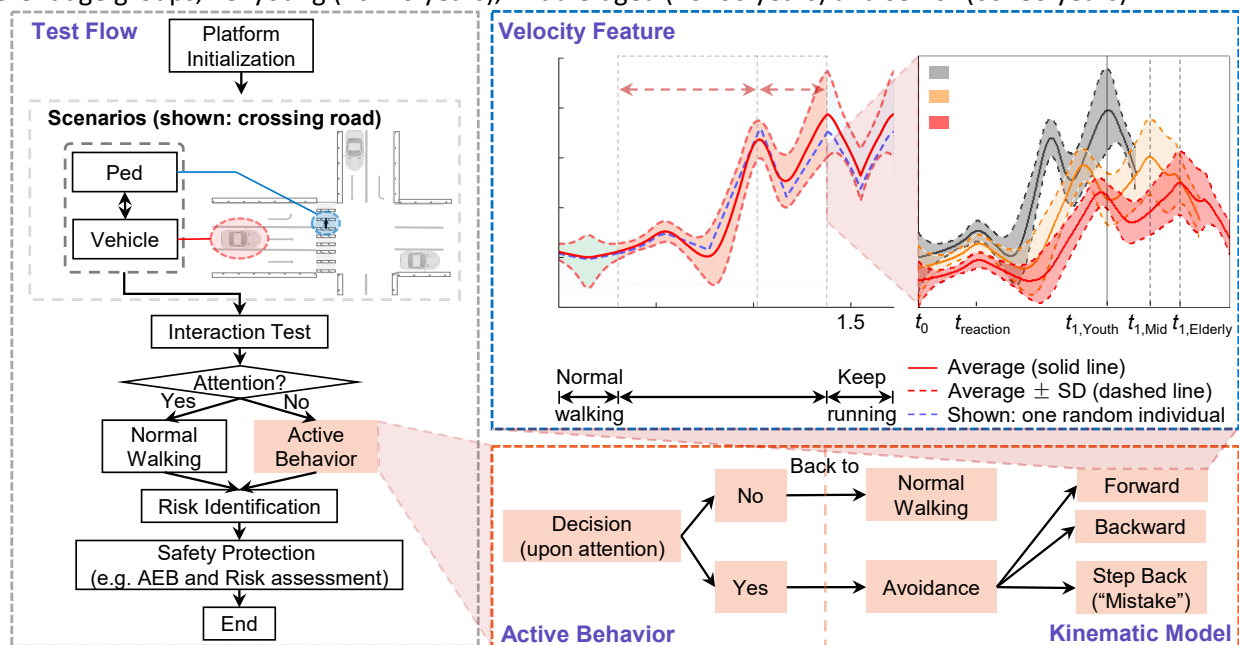 Test Flow
Platform
Initialization
Scenarios (shown: crossing road)
Ped
Vehicle
Interaction Test
Attention?
Yes
No
Normal
Walking
Active
Behavior
Risk Identification
Safety Protection
(e.g. AEB and Risk assessment)
End
Velocity Feature
1.5
Normal
walking
Keep
running
t0
treaction
t1,Youth
t1,Mid
t1,Elderly
Average (solid line)
Average ± SD (dashed line)
Shown: one random individual
Decision
(upon attention)
No
Back to
Normal
Walking
Yes
Avoidance
Forward
Backward
Step Back
(“Mistake”)
Active Behavior
Kinematic Model